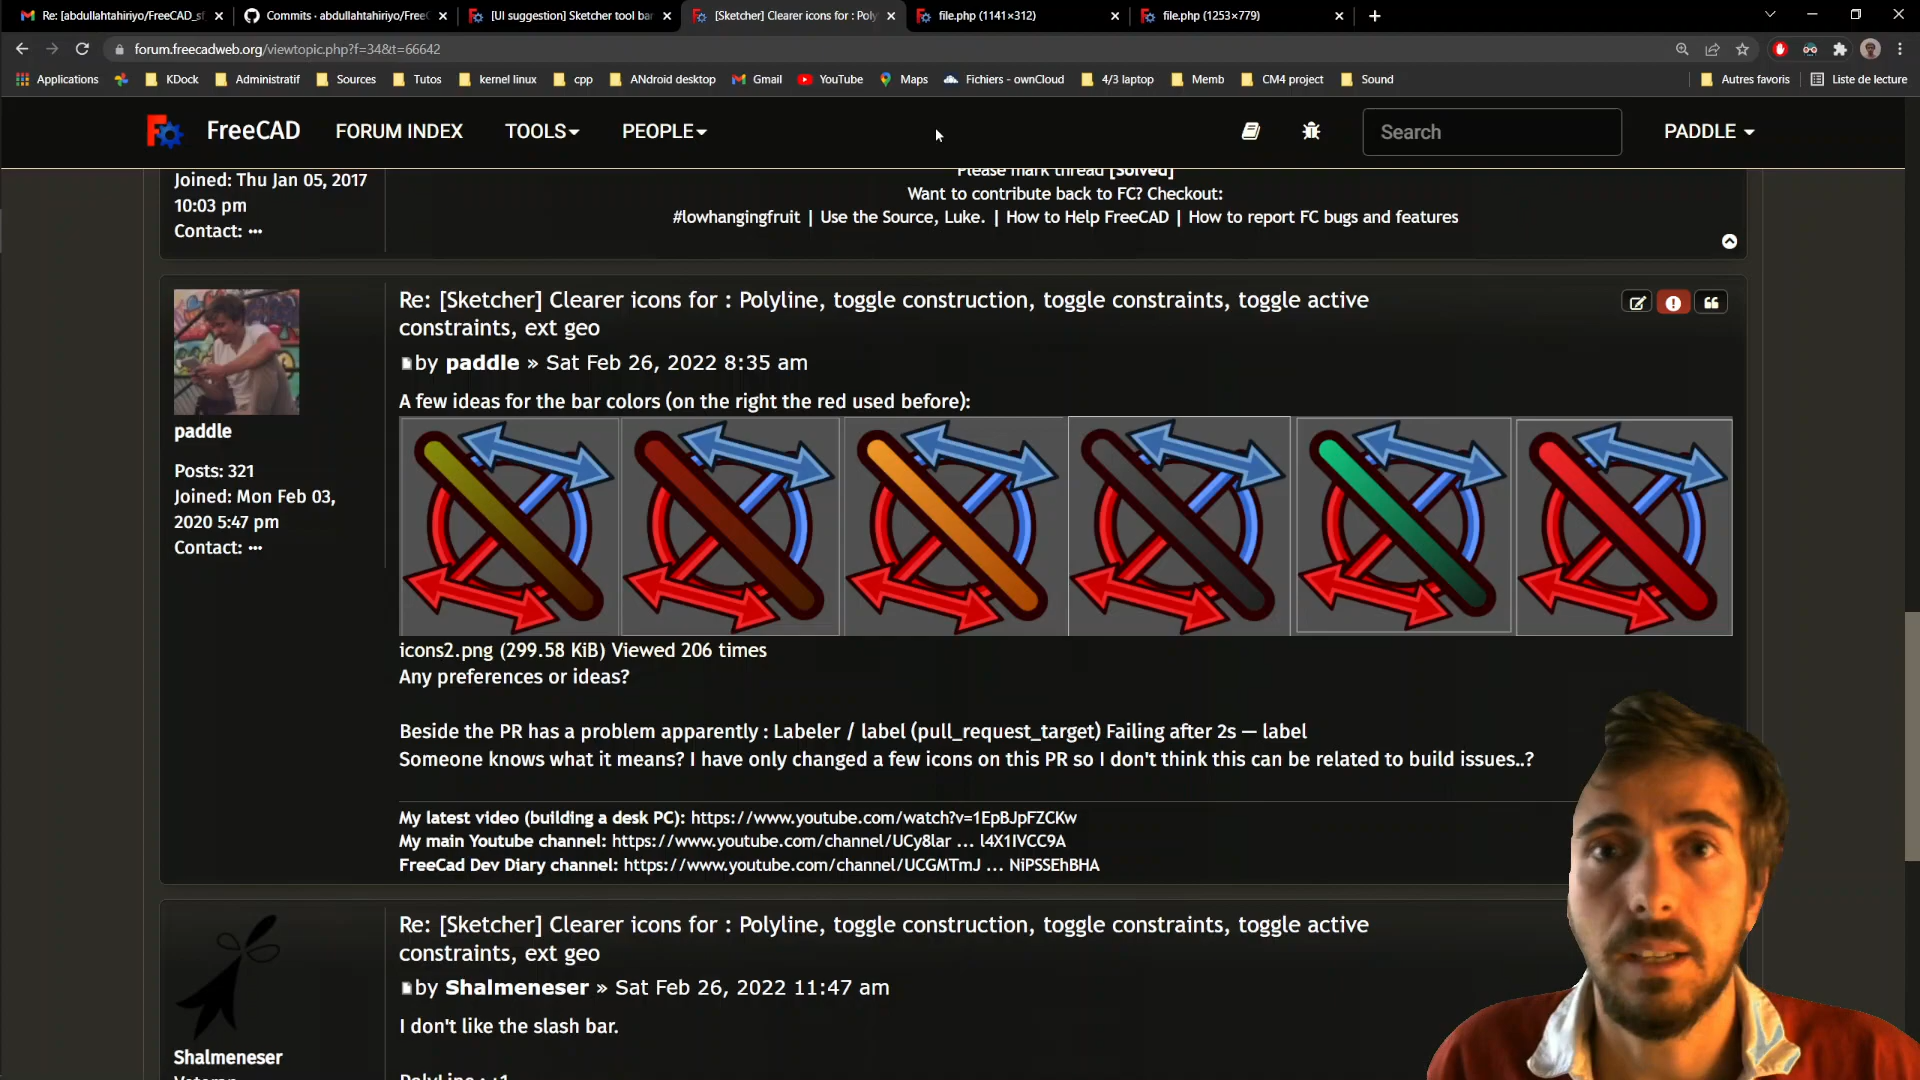 Re: [abdullahtahiriyo/FreeCAD_sf
Commits · abdullahtahiriyo/Free
[UI suggestion] Sketcher tool bar
[Sketcher] Clearer icons for : Poly
file.php (1141×312)
file.php (1253×779)
forum.freecadweb.org/viewtopic.php?f=34&t=66642
Applications
KDock
Administratif
Sources
Tutos
kernel linux
cpp
ANdroid desktop
Gmail
YouTube
Maps
Fichiers - ownCloud
4/3 laptop
Memb
CM4 project
Sound
Autres favoris
Liste de lecture
FreeCAD
FORUM INDEX
TOOLS
PEOPLE
Search
PADDLE
Joined: Thu Jan 05, 2017
10:03 pm
Contact:
Please mark thread [Solved]
Want to contribute back to FC? Checkout:
#lowhangingfruit | Use the Source, Luke. | How to Help FreeCAD | How to report FC bugs and features
Re: [Sketcher] Clearer icons for : Polyline, toggle construction, toggle constraints, toggle active
constraints, ext geo
by paddle » Sat Feb 26, 2022 8:35 am
A few ideas for the bar colors (on the right the red used before):
paddle
Posts: 321
Joined: Mon Feb 03,
2020 5:47 pm
Contact:
icons2.png (299.58 KiB) Viewed 206 times
Any preferences or ideas?
Beside the PR has a problem apparently : Labeler / label (pull_request_target) Failing after 2s — label
Someone knows what it means? I have only changed a few icons on this PR so I don't think this can be related to build issues..?
My latest video (building a desk PC): https://www.youtube.com/watch?v=1EpBJpFZCKw
My main Youtube channel: https://www.youtube.com/channel/UCy8lar ... l4X1IVCC9A
FreeCad Dev Diary channel: https://www.youtube.com/channel/UCGMTmJ ... NiPSSEhBHA
Re: [Sketcher] Clearer icons for : Polyline, toggle construction, toggle constraints, toggle active
constraints, ext geo
by Shalmeneser » Sat Feb 26, 2022 11:47 am
I don't like the slash bar.
Shalmeneser
Veteran
PolyLine : +1